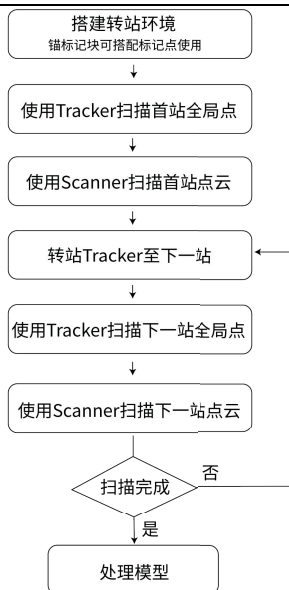 搭建转站环境
锚标记块可搭配标记点使用
使用Tracker扫描首站全局点
使用Scanner扫描首站点云
转站Tracker至下一站
使用Tracker扫描下一站全局点
使用Scanner扫描下一站点云
扫描完成
否
是
处理模型